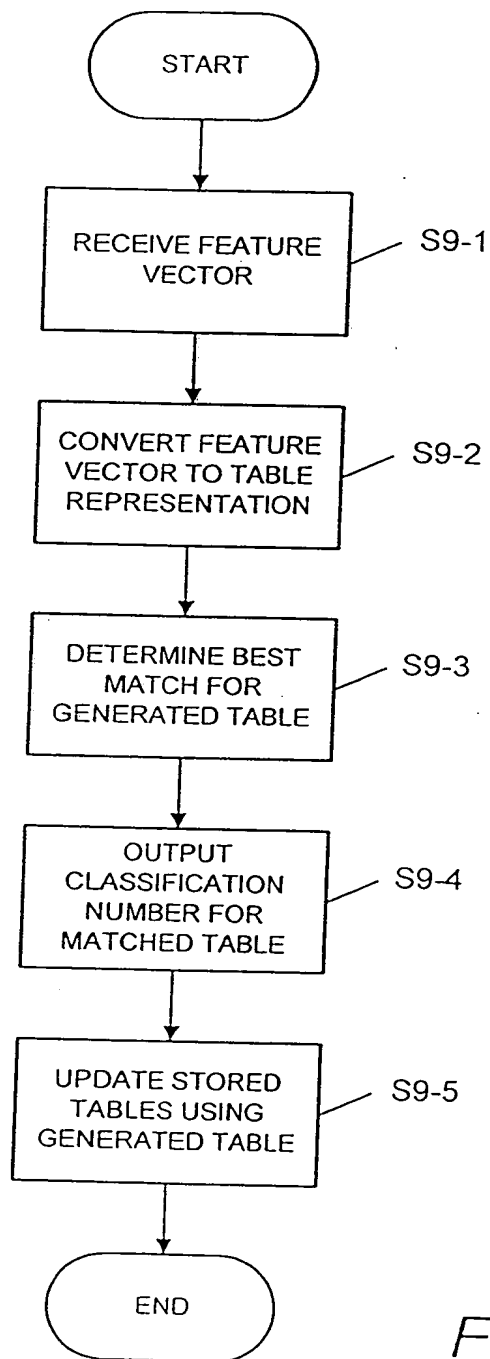 START
RECEIVE FEATURE
VECTOR
S9-1
CONVERT FEATURE
VECTOR TO TABLE
REPRESENTATION
S9-2
DETERMINE BEST
MATCH FOR
GENERATED TABLE
S9-3
OUTPUT
CLASSIFICATION
NUMBER FOR
MATCHED TABLE
S9-4
UPDATE STORED
TABLES USING
GENERATED TABLE
S9-5
END
F